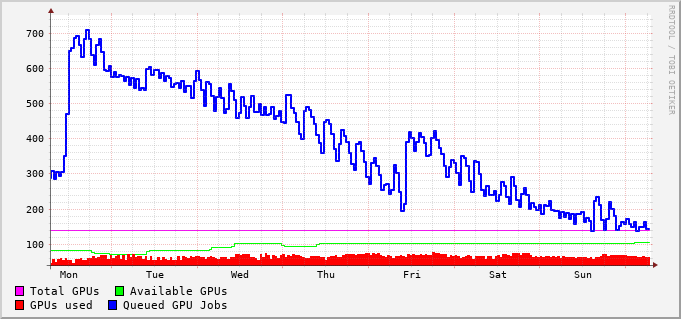 700
600
500
400
300
200
100
Mon Tue Wed Thu Fri Sat Sun
Total GPUs Available GPUs
GPUs used Queued GPU Jobs
RRDTOOL / TOBI OETIKER